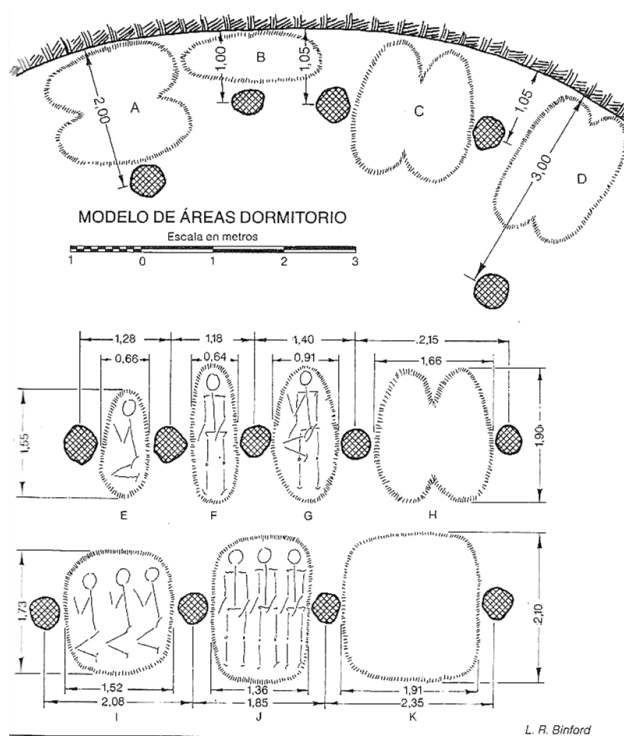 1,00
B
1,05
A
2,00
C
1,05
3,00
D
MODELO DE ÁREAS DORMITORIO
Escala en metros
1 0 1 2 3
1,28 1,18 1,40 2,15
0,66 0,64 0,91 1,66
1,55
1,90
E F G H
1,73
2,10
1,52 1,36 1,91
2,08 1,85 2,35
I J K
L. R. Binford